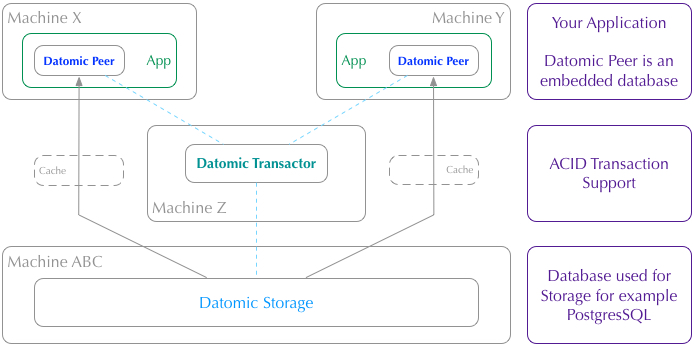 Machine X
Datomic Peer
App
Machine Y
App
Datomic Peer
Your Application
Datomic Peer is an
embedded database
Cache
Datomic Transactor
Machine Z
Cache
ACID Transaction
Support
Machine ABC
Datomic Storage
Database used for
Storage for example
PostgresSQL